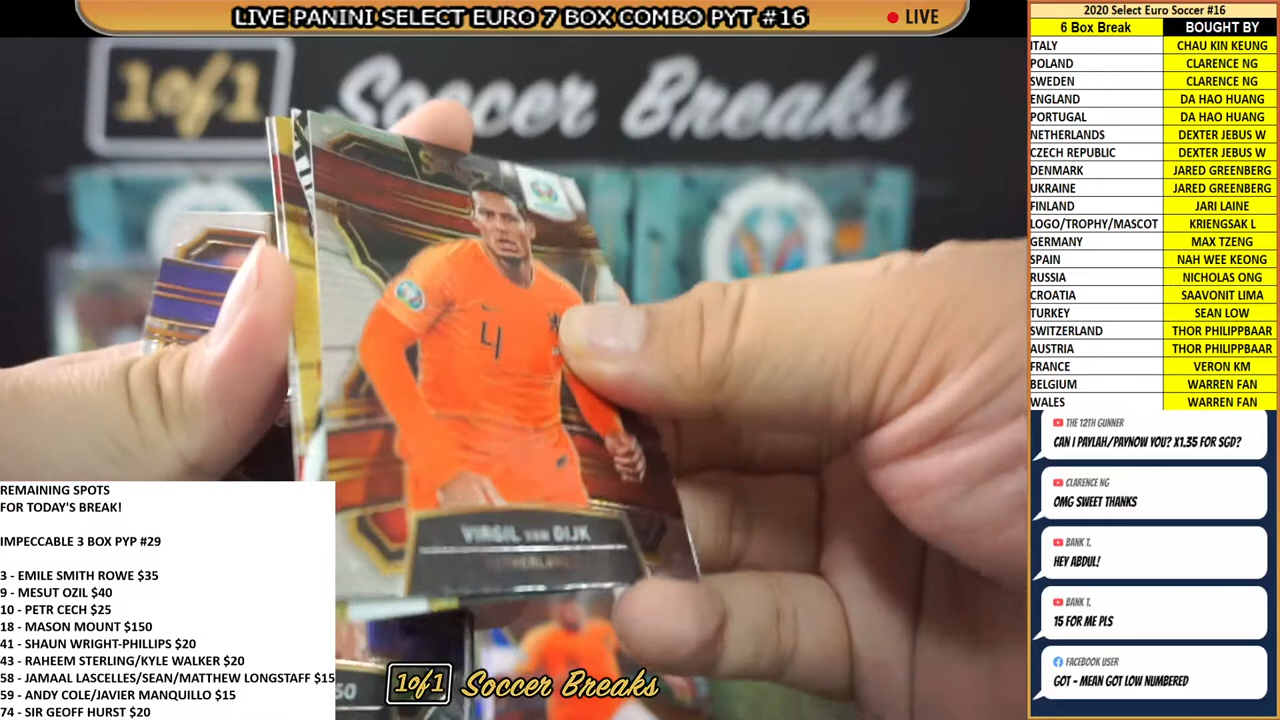 LIVE PANINI SELECT EURO 7 BOX COMBO PYT #16
LIVE
1of1 Soccer Breaks
SELECT
4
VIRGIL VAN DIJK
NETHERLANDS
1of1 Soccer Breaks
REMAINING SPOTS
FOR TODAY'S BREAK!
IMPECCABLE 3 BOX PYP #29
3 - EMILE SMITH ROWE $35
9 - MESUT OZIL $40
10 - PETR CECH $25
18 - MASON MOUNT $150
41 - SHAUN WRIGHT-PHILLIPS $20
43 - RAHEEM STERLING/KYLE WALKER $20
58 - JAMAAL LASCELLES/SEAN/MATTHEW LONGSTAFF $15
59 - ANDY COLE/JAVIER MANQUILLO $15
74 - SIR GEOFF HURST $20
2020 Select Euro Soccer #16
6 Box Break BOUGHT BY
ITALY CHAU KIN KEUNG
POLAND CLARENCE NG
SWEDEN CLARENCE NG
ENGLAND DA HAO HUANG
PORTUGAL DA HAO HUANG
NETHERLANDS DEXTER JEBUS W
CZECH REPUBLIC DEXTER JEBUS W
DENMARK JARED GREENBERG
UKRAINE JARED GREENBERG
FINLAND JARI LAINE
LOGO/TROPHY/MASCOT KRIENGSAK L
GERMANY MAX TZENG
SPAIN NAH WEE KEONG
RUSSIA NICHOLAS ONG
CROATIA SAAVONIT LIMA
TURKEY SEAN LOW
SWITZERLAND THOR PHILIPPBAAR
AUSTRIA THOR PHILIPPBAAR
FRANCE VERON KM
BELGIUM WARREN FAN
WALES WARREN FAN
THE 12TH GUNNER
CAN I PAYLAH/PAYNOW YOU? X1.35 FOR SGD?
CLARENCE NG
OMG SWEET THANKS
BANK T.
HEY ABDUL!
BANK T.
15 FOR ME PLS
FACEBOOK USER
GOT - MEAN GOT LOW NUMBERED